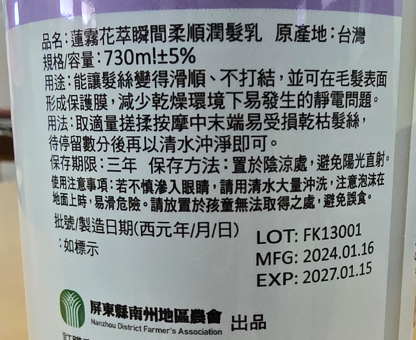 品名:蓮霧花萃瞬間柔順潤髮乳 原產地:台灣
規格/容量:730ml±5%
用途:能讓髮絲變得滑順、不打結,並可在毛髮表面
形成保護膜,減少乾燥環境下易發生的靜電問題。
用法:取適量搓揉按摩中末端易受損乾枯髮絲,
待停留數分後再以清水沖淨即可。
保存期限:三年 保存方法:置於陰涼處,避免陽光直射。
使用注意事項:若不慎滲入眼睛,請用清水大量沖洗,注意泡沫在
地面上時,易滑危險。請放置於孩童無法取得之處,避免誤食。
批號/製造日期(西元年/月/日)
:如標示
LOT: FK13001
MFG: 2024.01.16
EXP: 2027.01.15
屏東縣南州地區農會 出品
Nanzhou District Farmer's Association